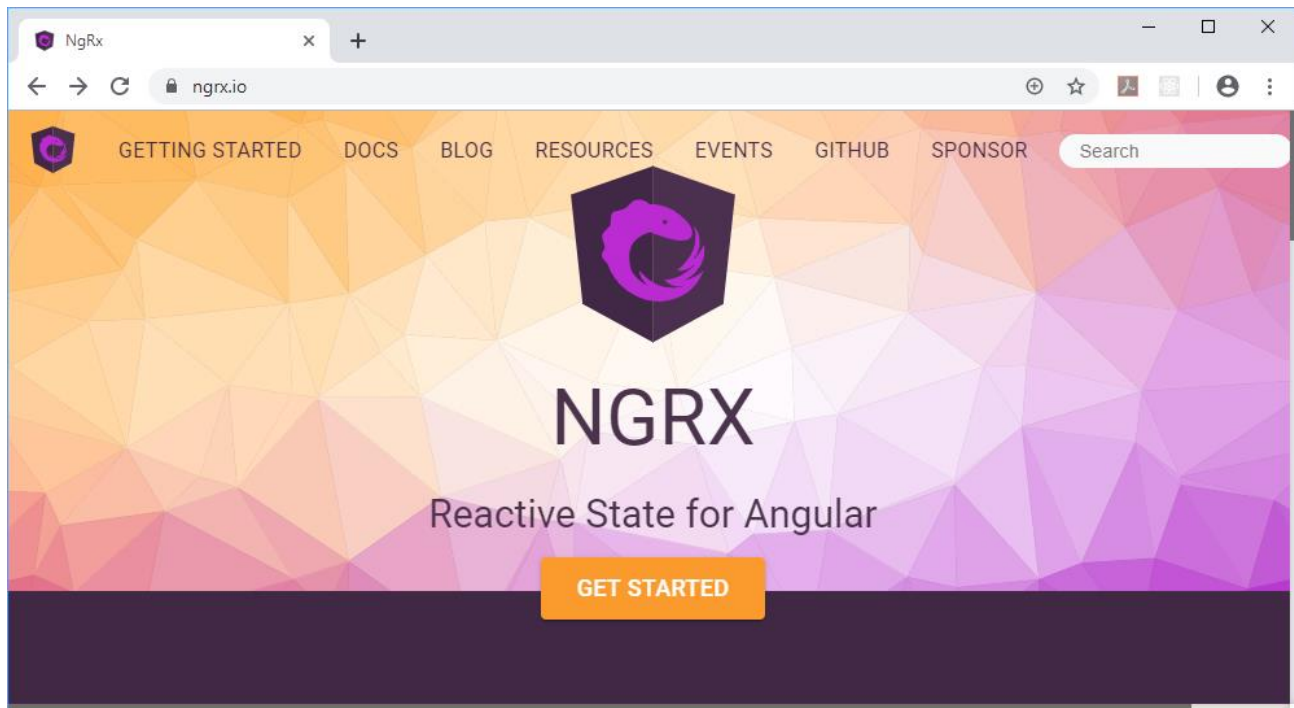 NgRx
ngrx.io
GETTING STARTED DOCS BLOG RESOURCES EVENTS GITHUB SPONSOR Search
NGRX
Reactive State for Angular
GET STARTED